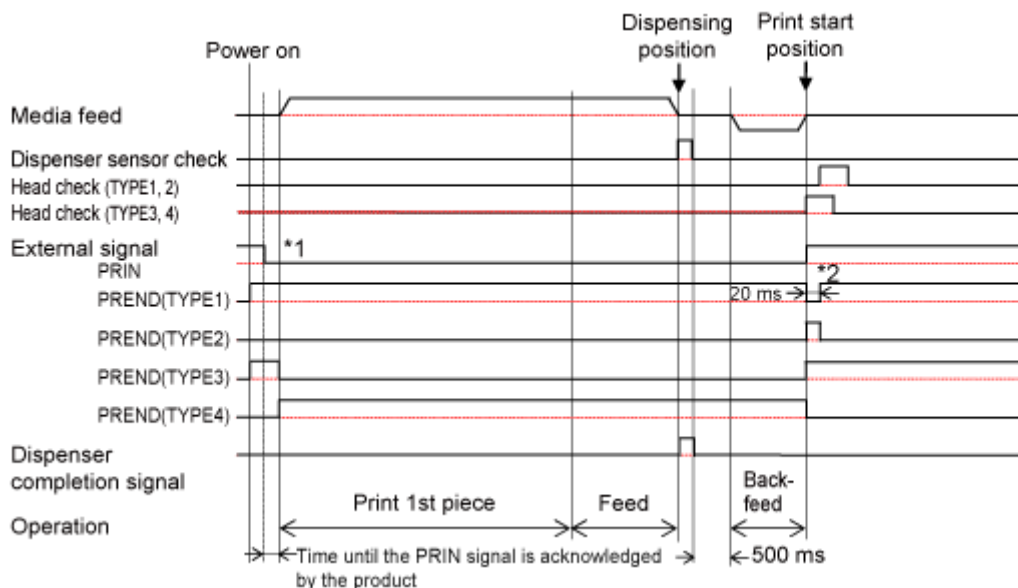 Dispensing
position
Print start
position
Power on
Media feed
Dispenser sensor check
Head check (TYPE1, 2)
Head check (TYPE3, 4)
External signal
*1
PRIN
*2
PREND(TYPE1)
20 ms
PREND(TYPE2)
PREND(TYPE3)
PREND(TYPE4)
Dispenser
completion signal
Operation
Print 1st piece
Feed
Back-
feed
Time until the PRIN signal is acknowledged
by the product
500 ms